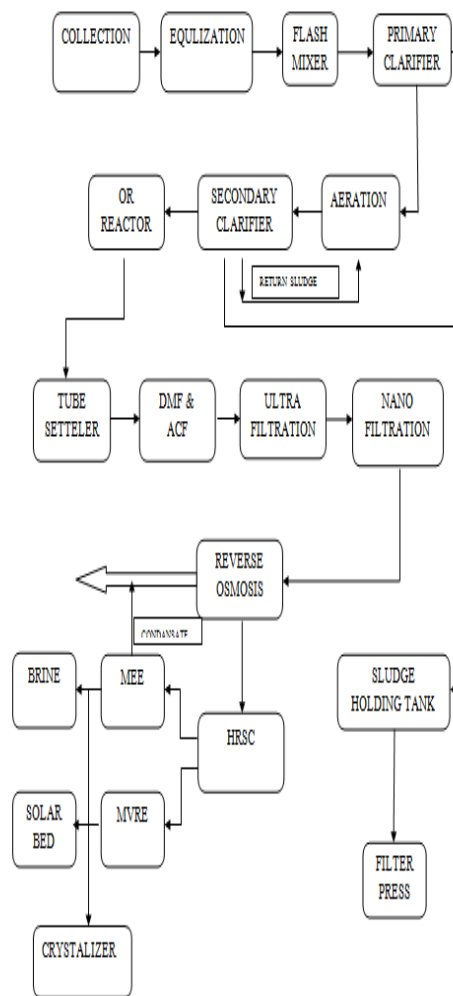 COLLECTION
EQULIZATION
FLASH
MIXER
PRIMARY
CLARIFIER
OR
REACTOR
SECONDARY
CLARIFIER
AERATION
RETURN SLUDGE
TUBE
SETTELER
DMF &
ACF
ULTRA
FILTRATION
NANO
FILTRATION
REVERSE
OSMOSIS
CONDANSATE
BRINE
MEE
SLUDGE
HOLDING TANK
HRSC
SOLAR
BED
MVRE
FILTER
PRESS
CRYSTALIZER